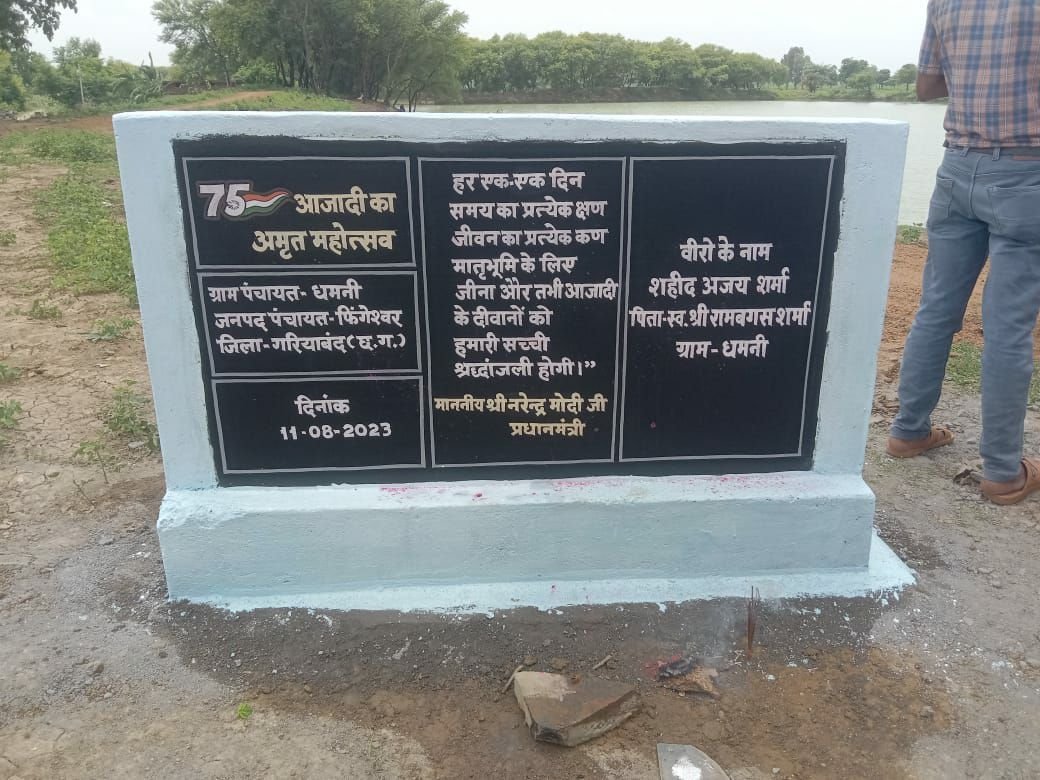 75 आजादी का
अमृत महोत्सव
ग्राम पंचायत- धमनी
जनपद पंचायत-फिंगेश्वर
जिला-गरियाबंद (छ.ग.)
दिनांक
11-08-2023
हर एक-एक दिन
समय का प्रत्येक क्षण
जीवन का प्रत्येक कण
मातृभूमि के लिए
जीना और तभी आजादी
के दीवानों को
हमारी सच्ची
श्रद्धांजली होगी।”
माननीय श्री नरेन्द्र मोदी जी
प्रधानमंत्री
वीरो के नाम
शहीद अजय शर्मा
पिता-स्व. श्री रामबगस शर्मा
ग्राम-धमनी